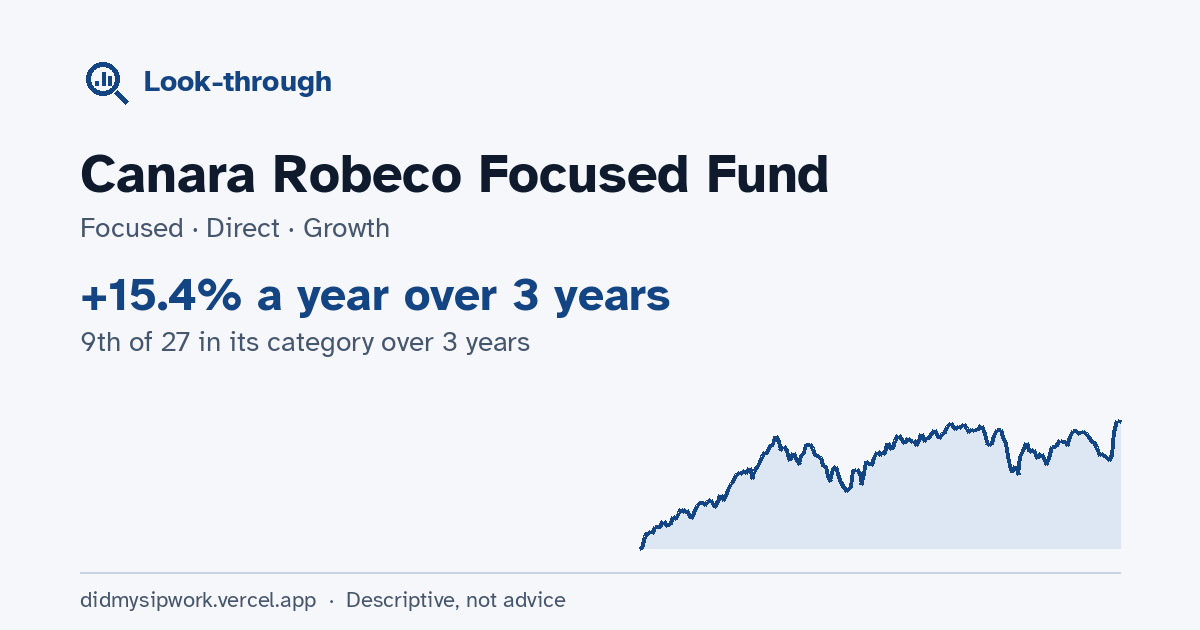 Look-through
Canara Robeco Focused Fund
Focused · Direct · Growth
+15.4% a year over 3 years
9th of 27 in its category over 3 years
didmysipwork.vercel.app · Descriptive, not advice